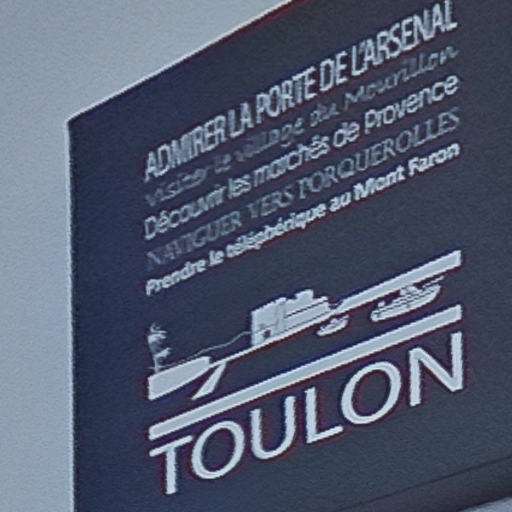 ADMIRER LA PORTE DE L'ARSENAL
Visiter le village du Mourillon
Découvrir les marchés de Provence
NAVIGUER VERS PORQUEROLLES
Prendre le téléphérique au Mont Faron
TOULON